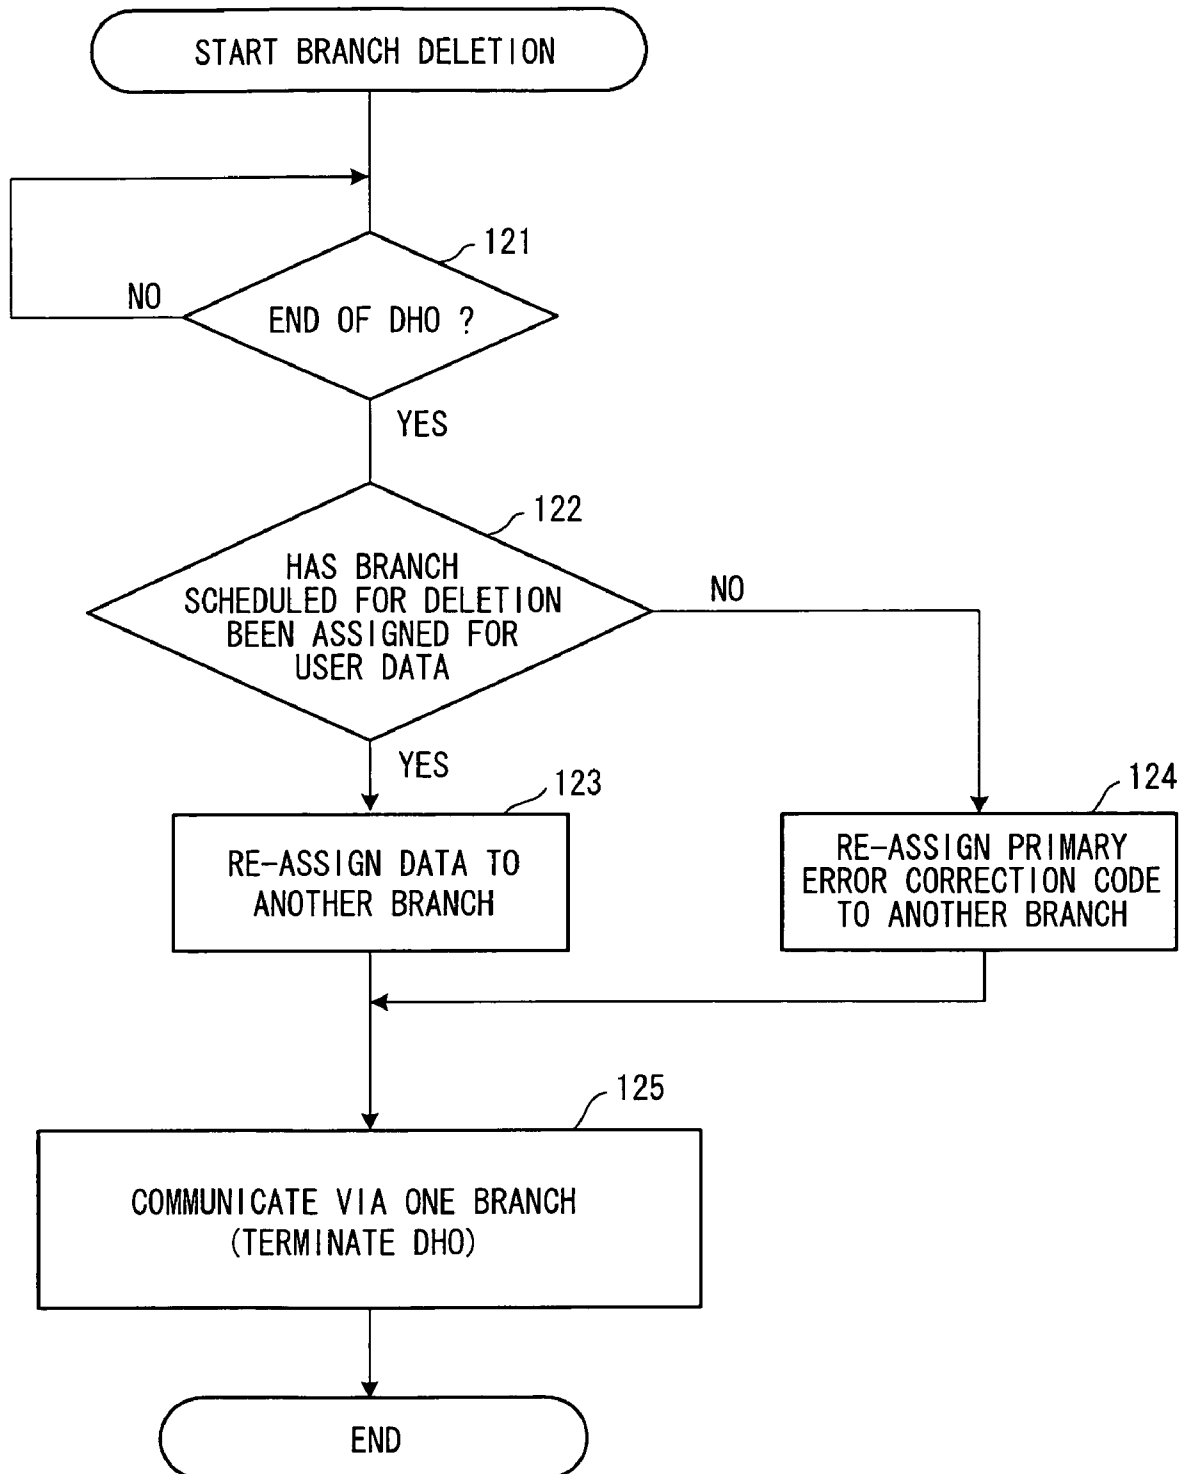 START BRANCH DELETION
121
NO
END OF DHO ?
YES
122
HAS BRANCH
SCHEDULED FOR DELETION
BEEN ASSIGNED FOR
USER DATA
NO
YES
123
124
RE-ASSIGN DATA TO
ANOTHER BRANCH
RE-ASSIGN PRIMARY
ERROR CORRECTION CODE
TO ANOTHER BRANCH
125
COMMUNICATE VIA ONE BRANCH
(TERMINATE DHO)
END